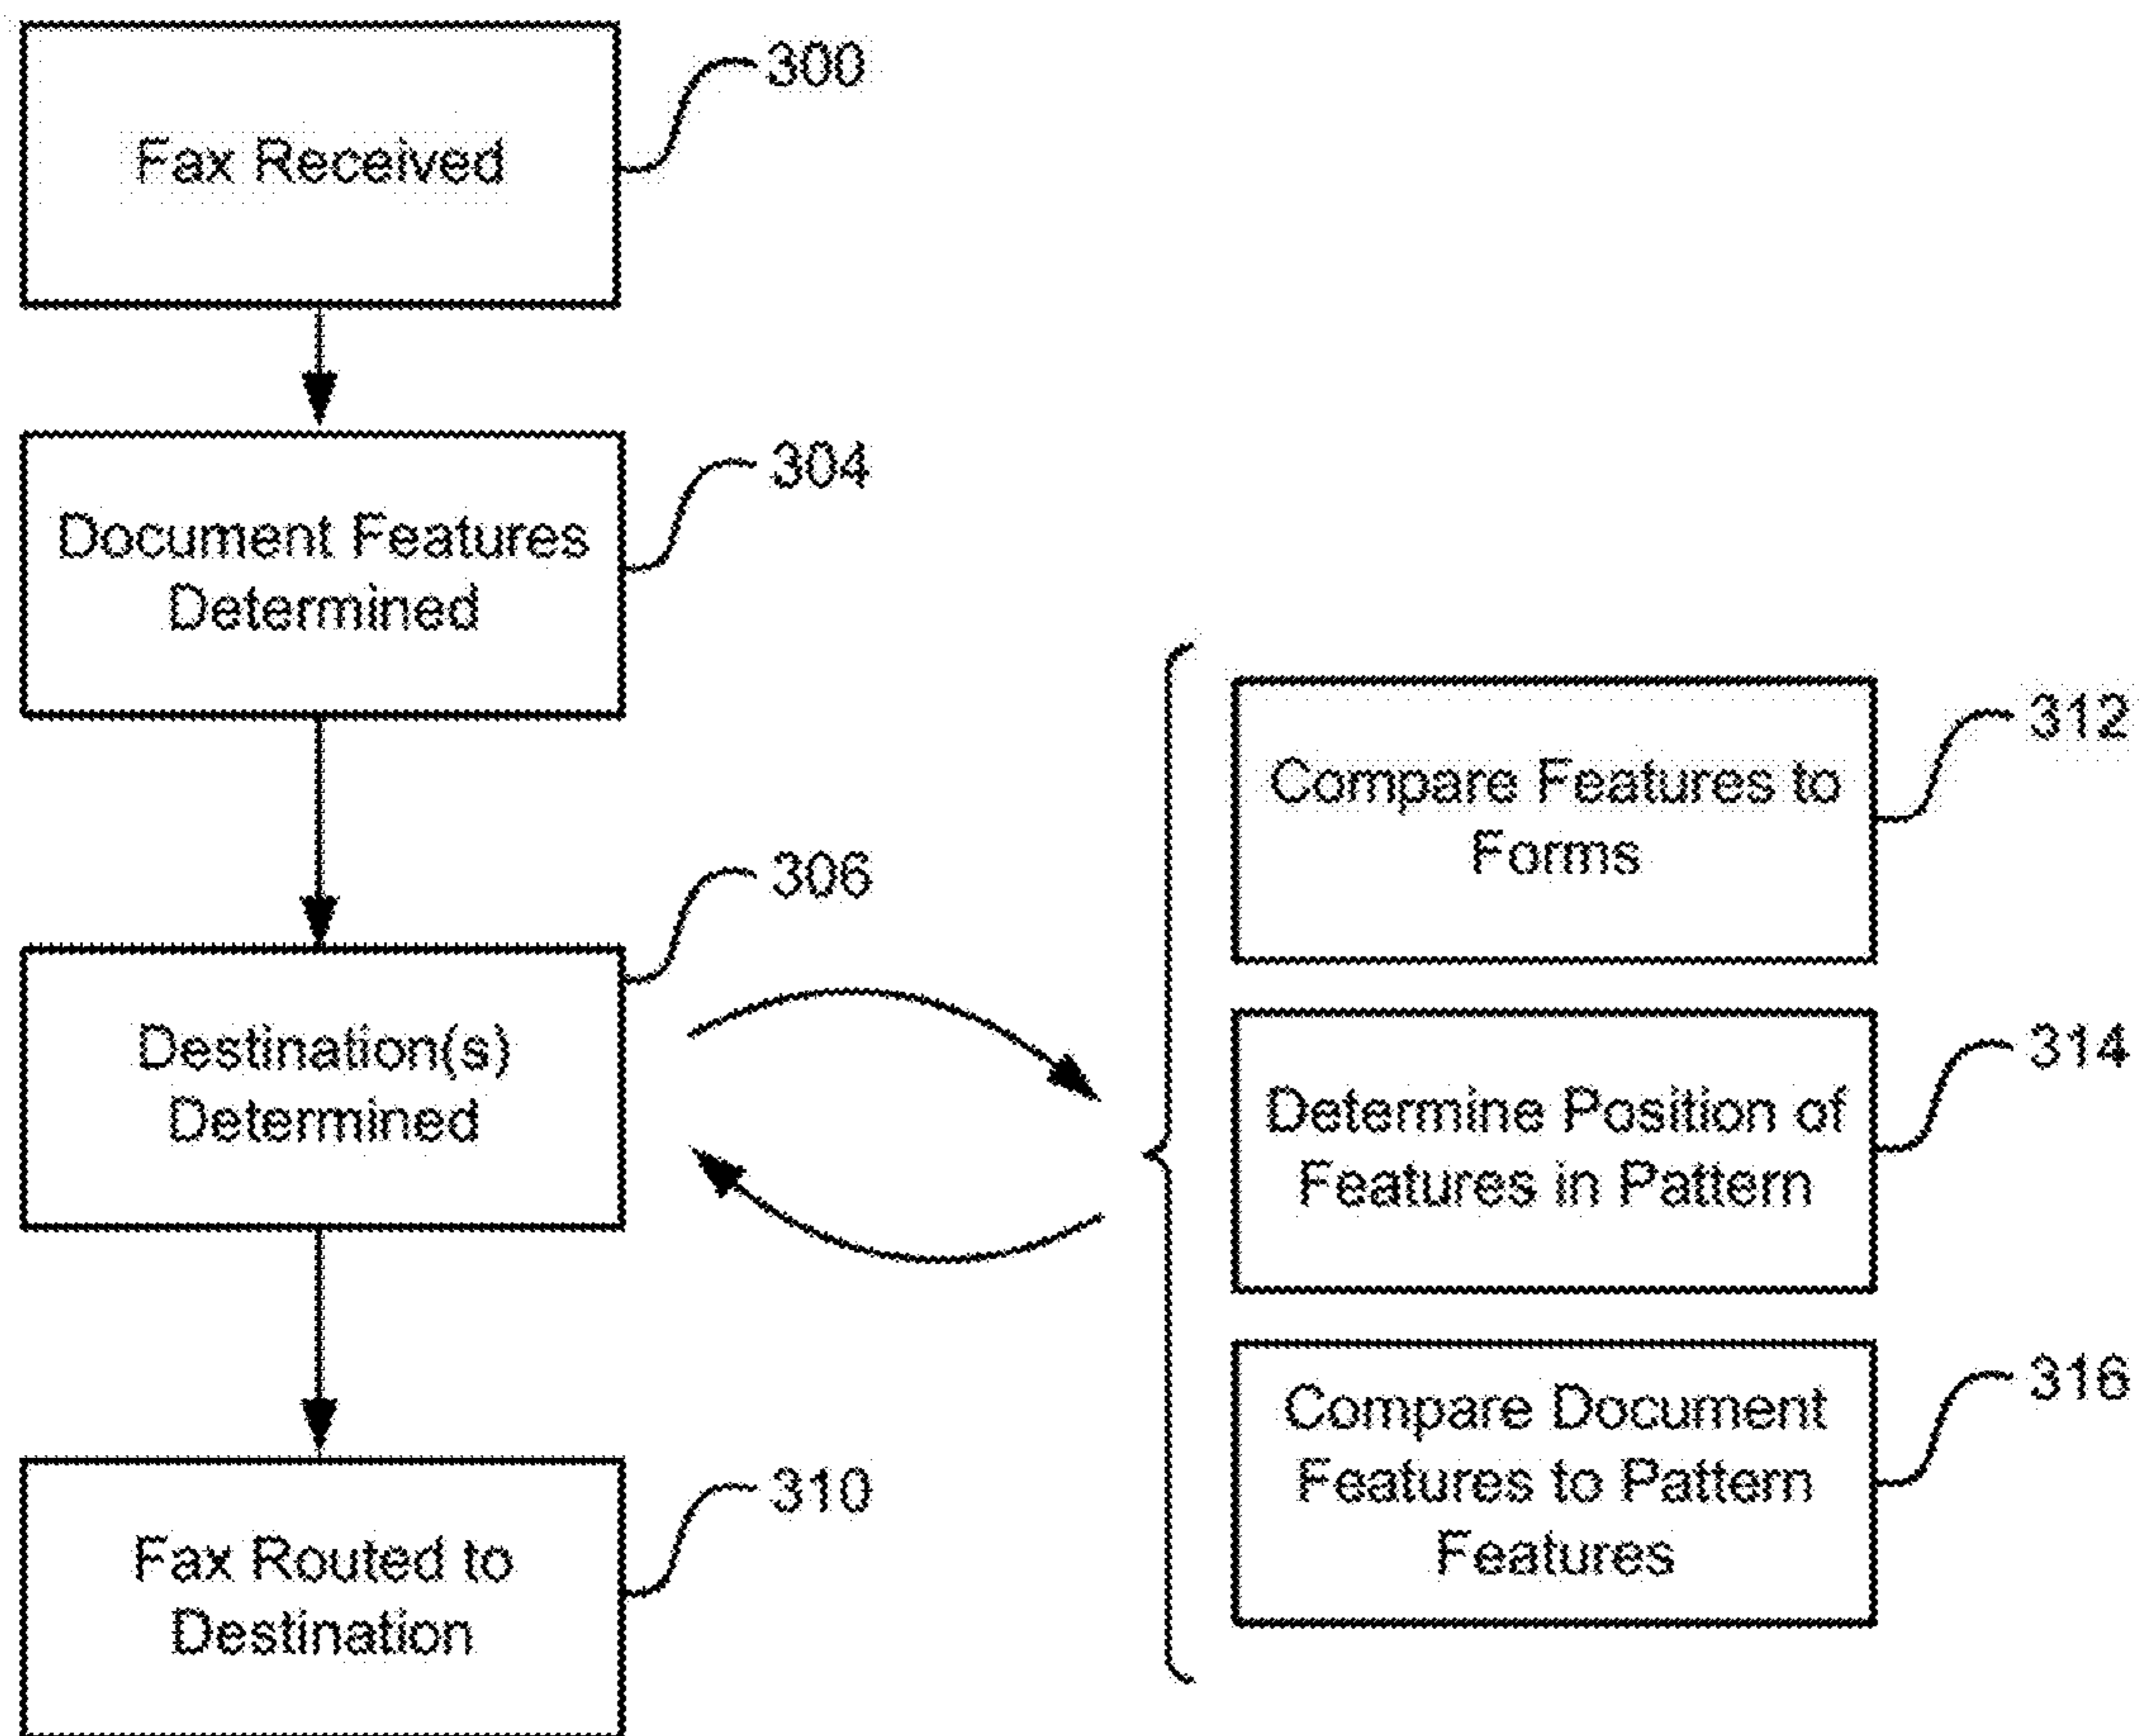 Fax Received
300
Document Features
Determined
304
Destination(s)
Determined
306
Fax Routed to
Destination
310
Compare Features to
Forms
312
Determine Position of
Features in Pattern
314
Compare Document
Features to Pattern
Features
316